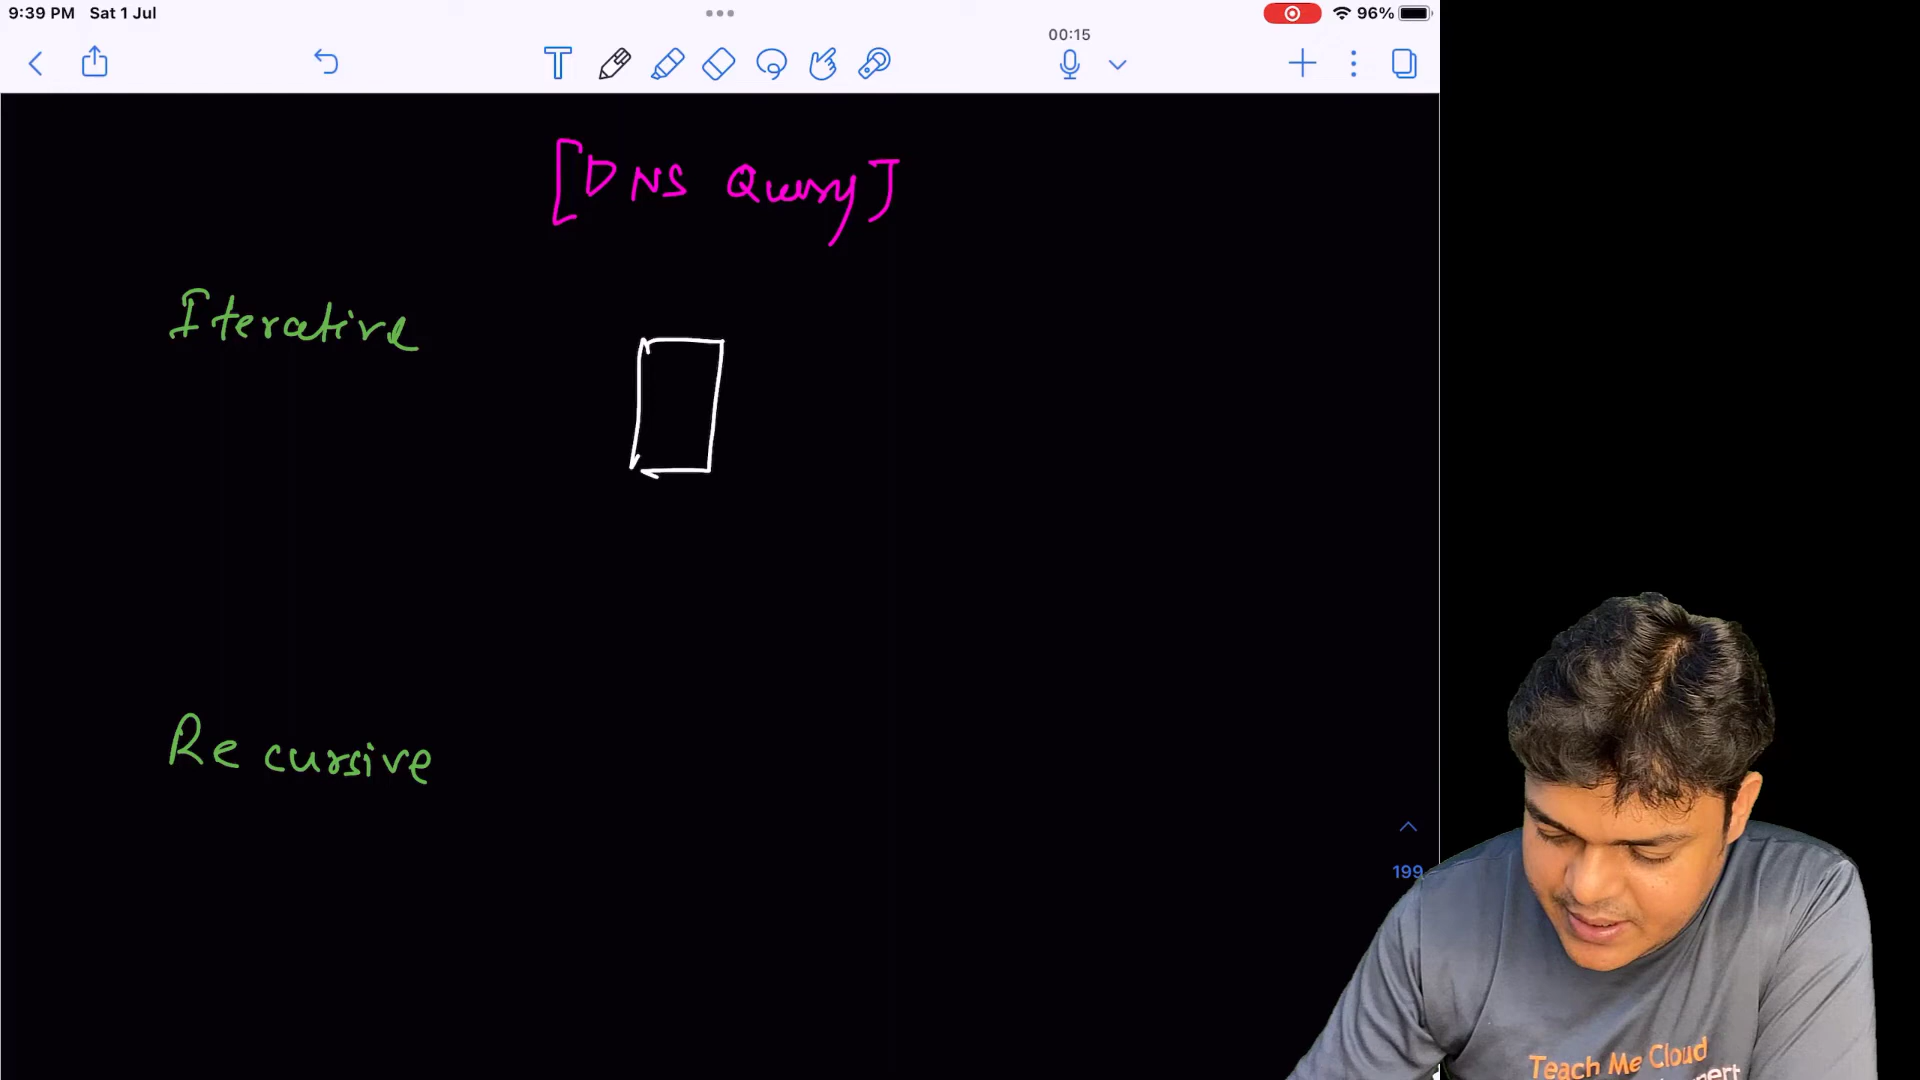 9:39 PM Sat 1 Jul
96%
00:15
[DNS Query]
Iterative
Recursive
199
Teach Me Cloud